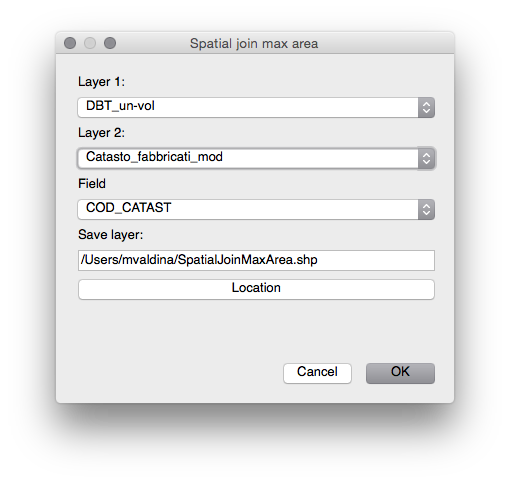 Spatial join max area
Layer 1:
DBT_un-vol
Layer 2:
Catasto_fabbricati_mod
Field
COD_CATAST
Save layer:
/Users/mvaldina/SpatialJoinMaxArea.shp
Location
Cancel OK